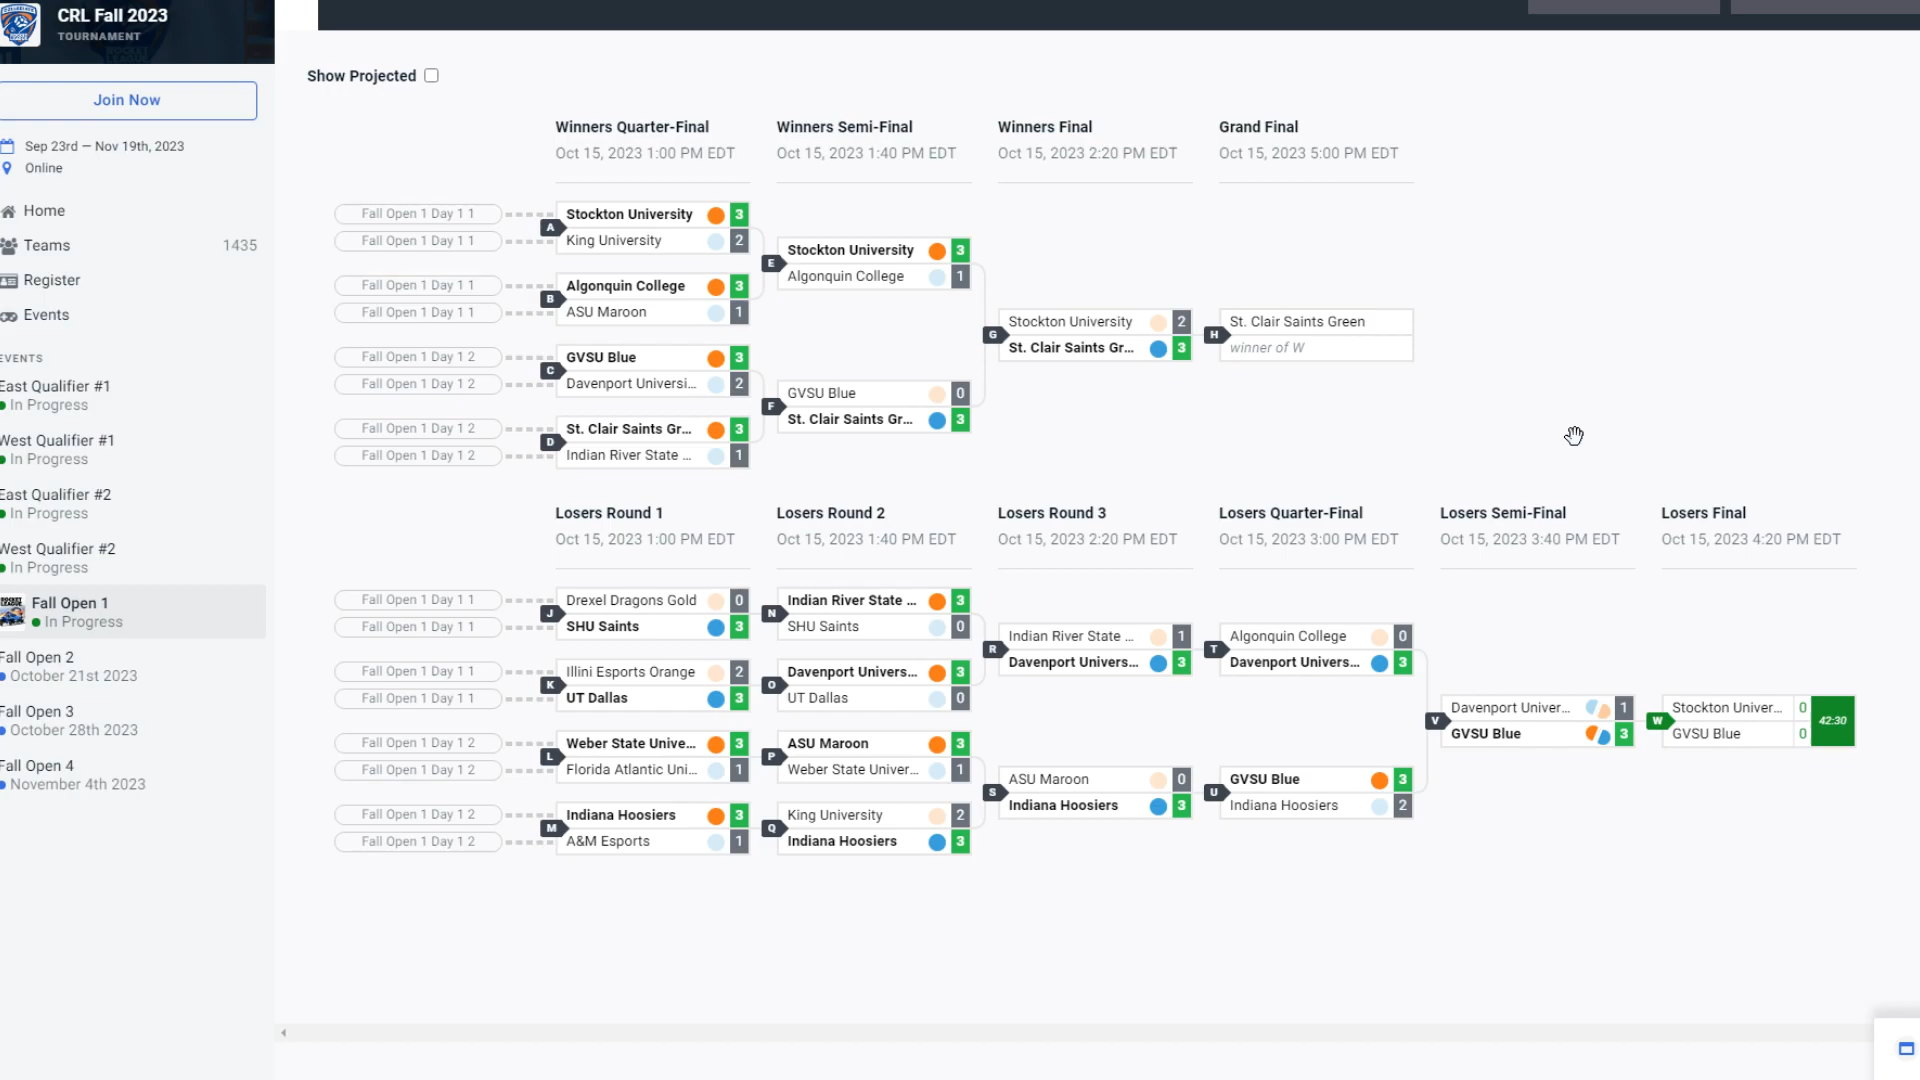 CRL Fall 2023
TOURNAMENT
Join Now
Sep 23rd — Nov 19th, 2023
Online
Home
Teams 1435
Register
Events
EVENTS
East Qualifier #1
In Progress
West Qualifier #1
In Progress
East Qualifier #2
In Progress
West Qualifier #2
In Progress
Fall Open 1
In Progress
Fall Open 2
October 21st 2023
Fall Open 3
October 28th 2023
Fall Open 4
November 4th 2023
Show Projected
Winners Quarter-Final
Oct 15, 2023 1:00 PM EDT
Winners Semi-Final
Oct 15, 2023 1:40 PM EDT
Winners Final
Oct 15, 2023 2:20 PM EDT
Grand Final
Oct 15, 2023 5:00 PM EDT
Fall Open 1 Day 1 1
Fall Open 1 Day 1 1
A
Stockton University 3
King University 2
Fall Open 1 Day 1 1
Fall Open 1 Day 1 1
B
Algonquin College 3
ASU Maroon 1
Fall Open 1 Day 1 2
Fall Open 1 Day 1 2
C
GVSU Blue 3
Davenport Universi... 2
Fall Open 1 Day 1 2
Fall Open 1 Day 1 2
D
St. Clair Saints Gr... 3
Indian River State ... 1
E
Stockton University 3
Algonquin College 1
F
GVSU Blue 0
St. Clair Saints Gr... 3
G
Stockton University 2
St. Clair Saints Gr... 3
H
St. Clair Saints Green
winner of W
Losers Round 1
Oct 15, 2023 1:00 PM EDT
Losers Round 2
Oct 15, 2023 1:40 PM EDT
Losers Round 3
Oct 15, 2023 2:20 PM EDT
Losers Quarter-Final
Oct 15, 2023 3:00 PM EDT
Losers Semi-Final
Oct 15, 2023 3:40 PM EDT
Losers Final
Oct 15, 2023 4:20 PM EDT
Fall Open 1 Day 1 1
Fall Open 1 Day 1 1
J
Drexel Dragons Gold 0
SHU Saints 3
Fall Open 1 Day 1 1
Fall Open 1 Day 1 1
K
Illini Esports Orange 2
UT Dallas 3
Fall Open 1 Day 1 2
Fall Open 1 Day 1 2
L
Weber State Unive... 3
Florida Atlantic Uni... 1
Fall Open 1 Day 1 2
Fall Open 1 Day 1 2
M
Indiana Hoosiers 3
A&M Esports 1
N
Indian River State ... 3
SHU Saints 0
O
Davenport Univers... 3
UT Dallas 0
P
ASU Maroon 3
Weber State Univer... 1
Q
King University 2
Indiana Hoosiers 3
R
Indian River State ... 1
Davenport Univers... 3
S
ASU Maroon 0
Indiana Hoosiers 3
T
Algonquin College 0
Davenport Univers... 3
U
GVSU Blue 3
Indiana Hoosiers 2
V
Davenport Univer... 1
GVSU Blue 3
W
Stockton Univer... 0
GVSU Blue 0
42:30